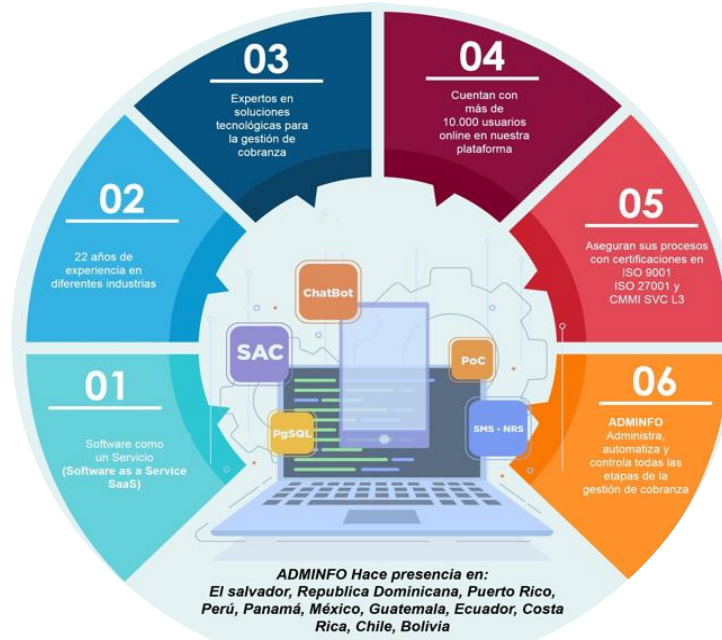 01
Software como
un Servicio
(Software as a Service
SaaS)
02
22 años de
experiencia en
diferentes industrias
03
Expertos en
soluciones
tecnológicas para
la gestión de
cobranza
04
Cuentan con
más de
10.000 usuarios
online en nuestra
plataforma
05
Aseguran sus procesos
con certificaciones en
ISO 9001
ISO 27001 y
CMMI SVC L3
06
ADMINFO
Administra,
automatiza y
controla todas las
etapas de la
gestión de cobranza
ChatBot
SAC
PoC
PgSQL
SMS - NRS
ADMINFO Hace presencia en:
El salvador, Republica Dominicana, Puerto Rico,
Perú, Panamá, México, Guatemala, Ecuador, Costa
Rica, Chile, Bolivia